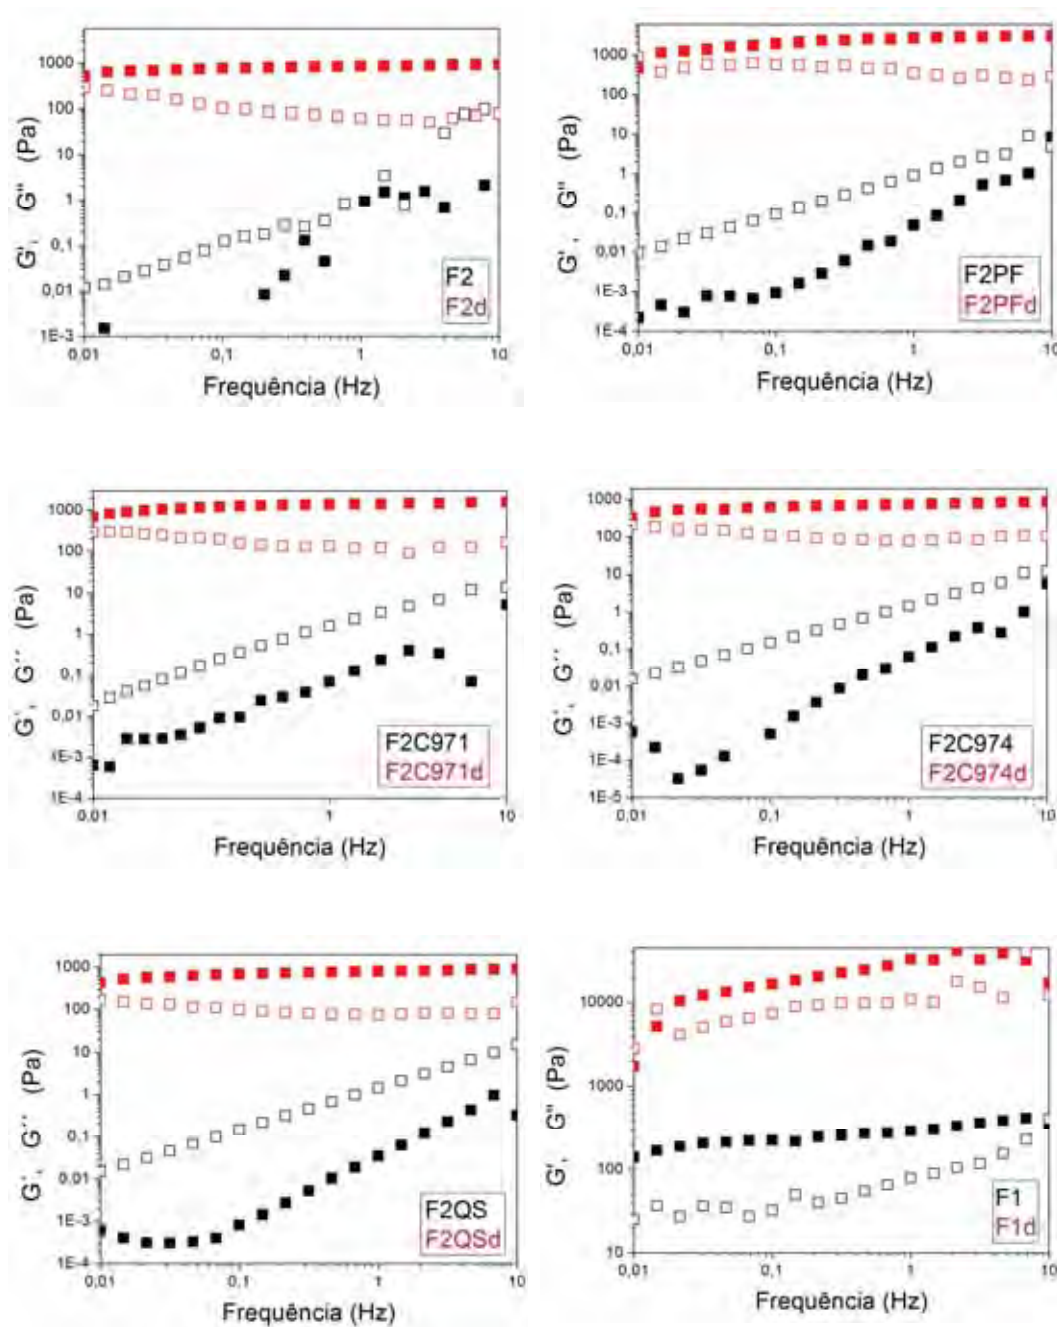 G', G'' (Pa)
1000
100
10
1
0,1
0,01
1E-3
0,01 0,1 1 10
Frequência (Hz)
F2
F2d
G', G'' (Pa)
10000
1000
100
10
1
0,1
0,01
1E-3
1E-4
0,01 0,1 1 10
Frequência (Hz)
F2PF
F2PFd
G', G´´ (Pa)
1000
100
10
1
0,1
0,01
1E-3
1E-4
0,01 1 10
Frequência (Hz)
F2C971
F2C971d
G', G´´ (Pa)
1000
100
10
1
0,1
0,01
1E-3
1E-4
1E-5
0,01 0,1 1 10
Frequência (Hz)
F2C974
F2C974d
G', G´´ (Pa)
1000
100
10
1
0,1
0,01
1E-3
1E-4
0,01 0,1 1 10
Frequência (Hz)
F2QS
F2QSd
G', G'' (Pa)
10000
1000
100
10
0,01 0,1 1 10
Frequência (Hz)
F1
F1d